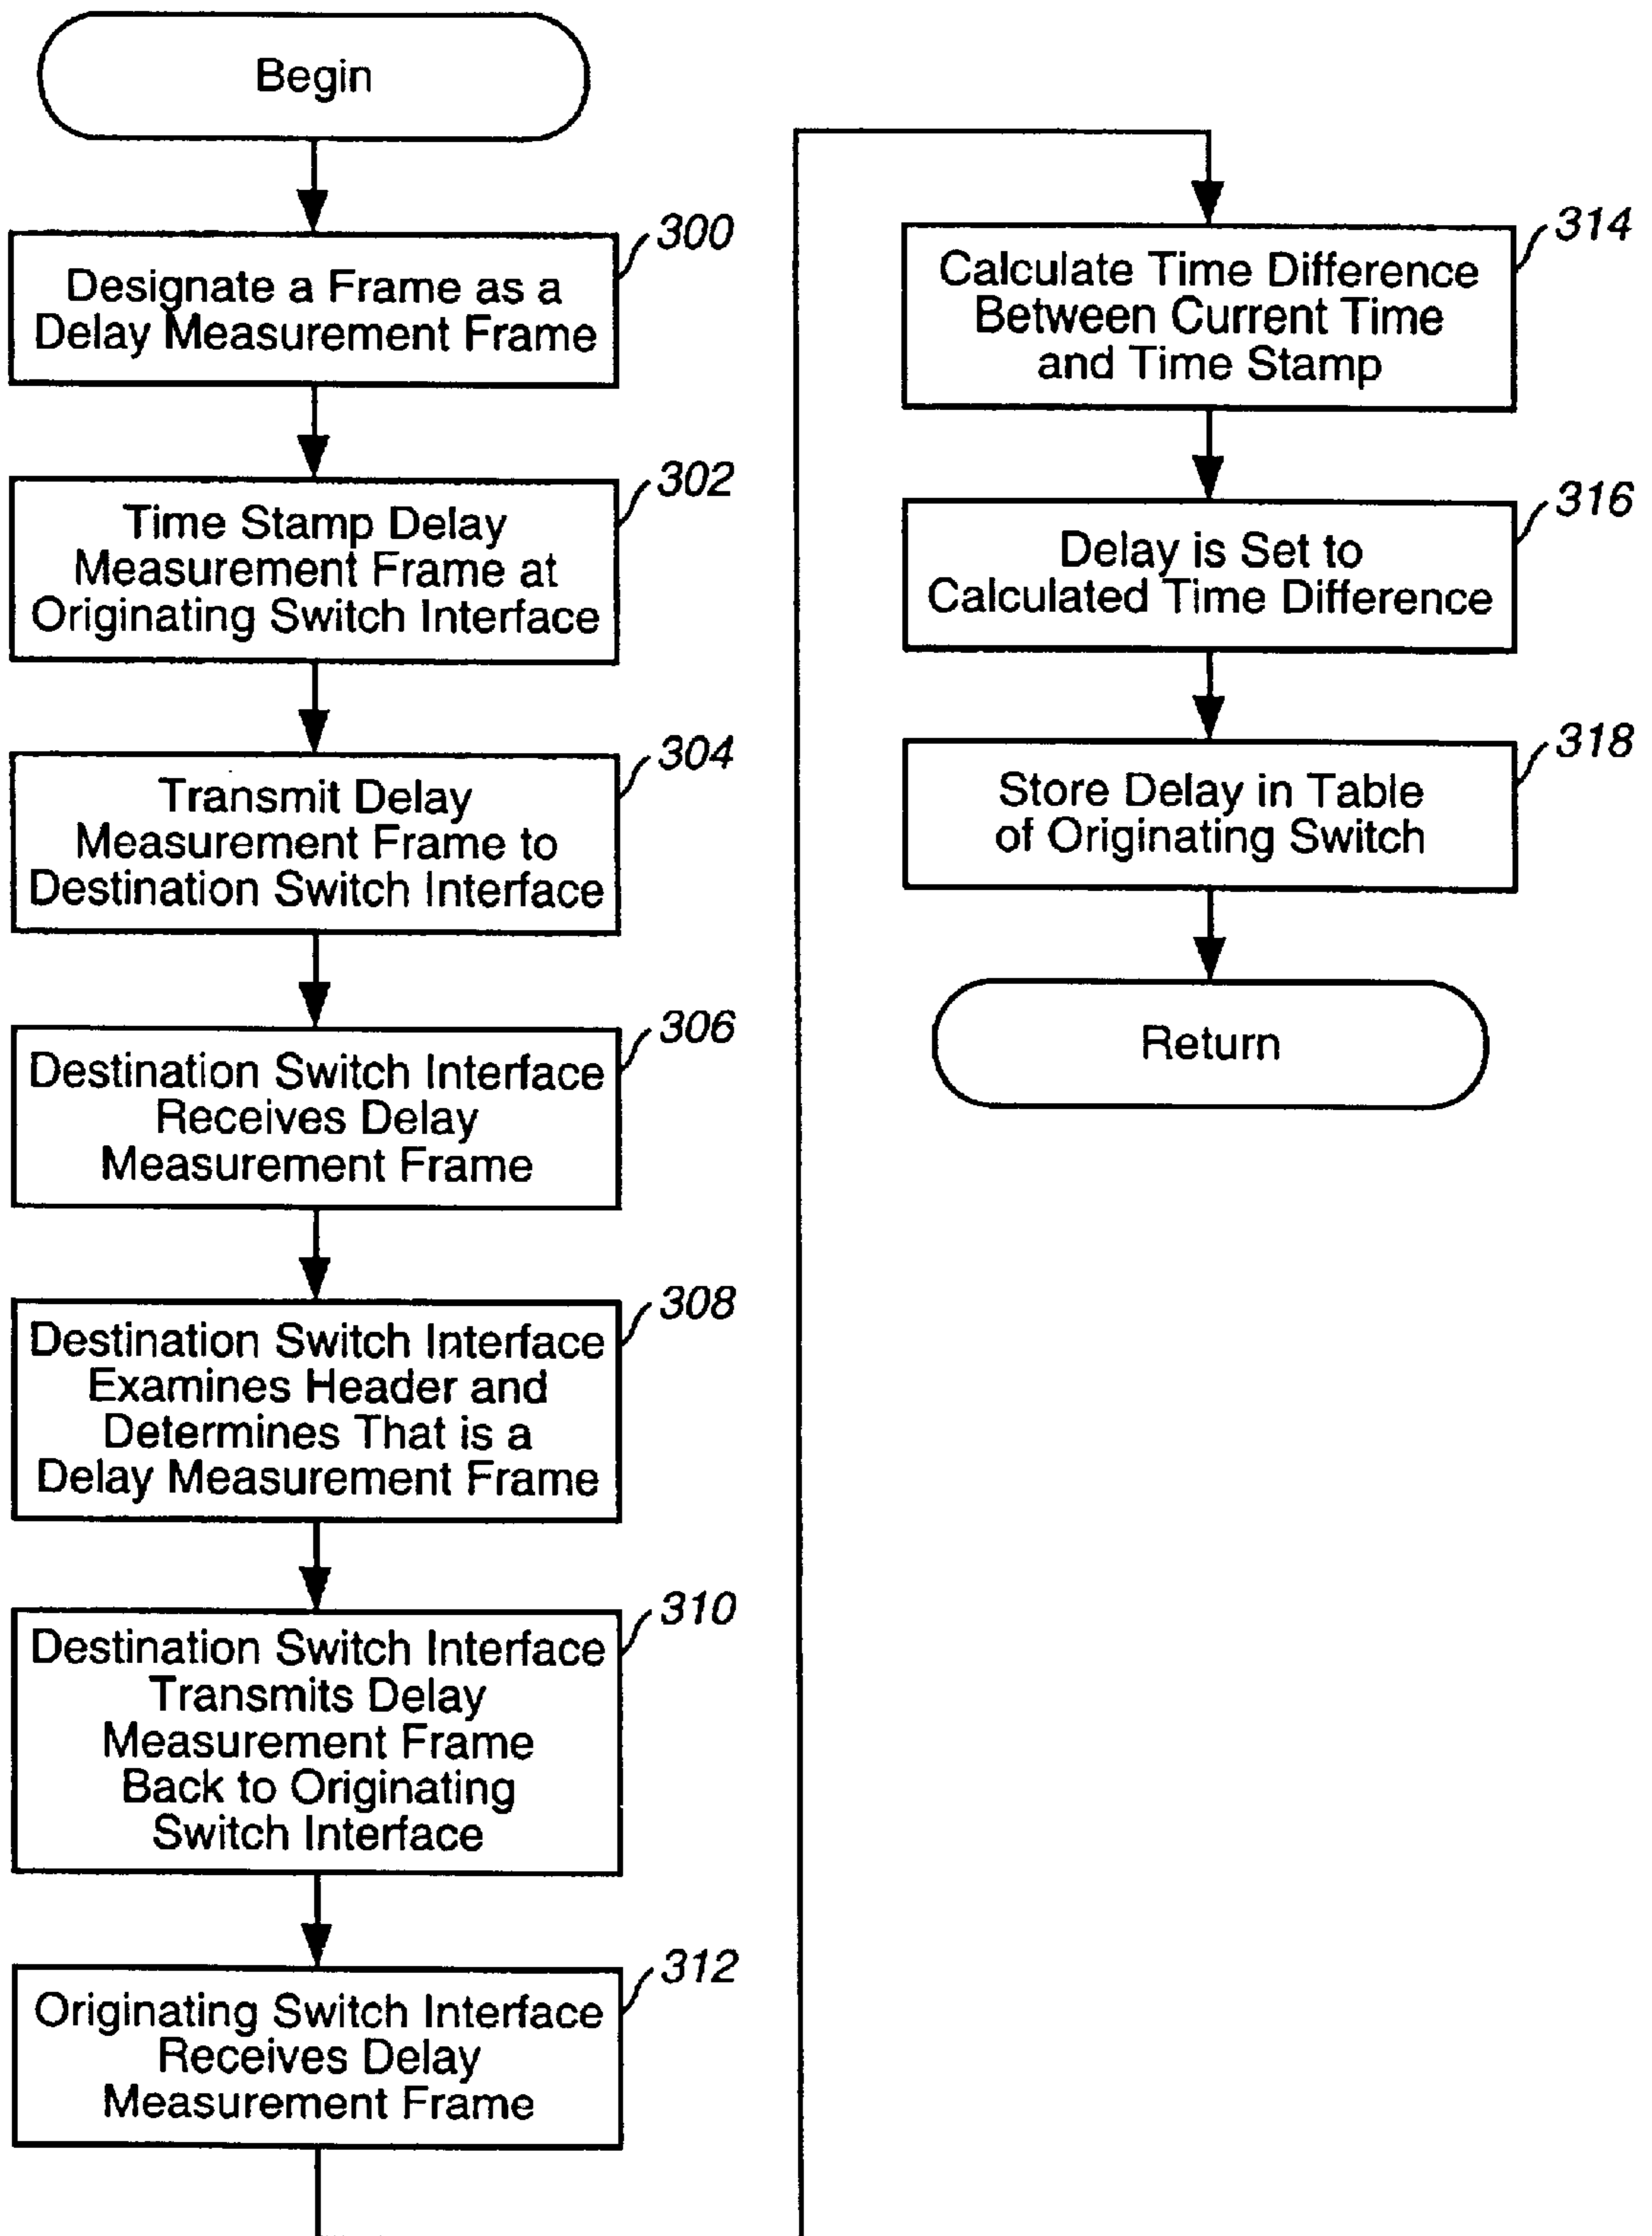 Begin
300
Designate a Frame as a
Delay Measurement Frame
302
Time Stamp Delay
Measurement Frame at
Originating Switch Interface
304
Transmit Delay
Measurement Frame to
Destination Switch Interface
306
Destination Switch Interface
Receives Delay
Measurement Frame
308
Destination Switch Interface
Examines Header and
Determines That is a
Delay Measurement Frame
310
Destination Switch Interface
Transmits Delay
Measurement Frame
Back to Originating
Switch Interface
312
Originating Switch Interface
Receives Delay
Measurement Frame
314
Calculate Time Difference
Between Current Time
and Time Stamp
316
Delay is Set to
Calculated Time Difference
318
Store Delay in Table
of Originating Switch
Return